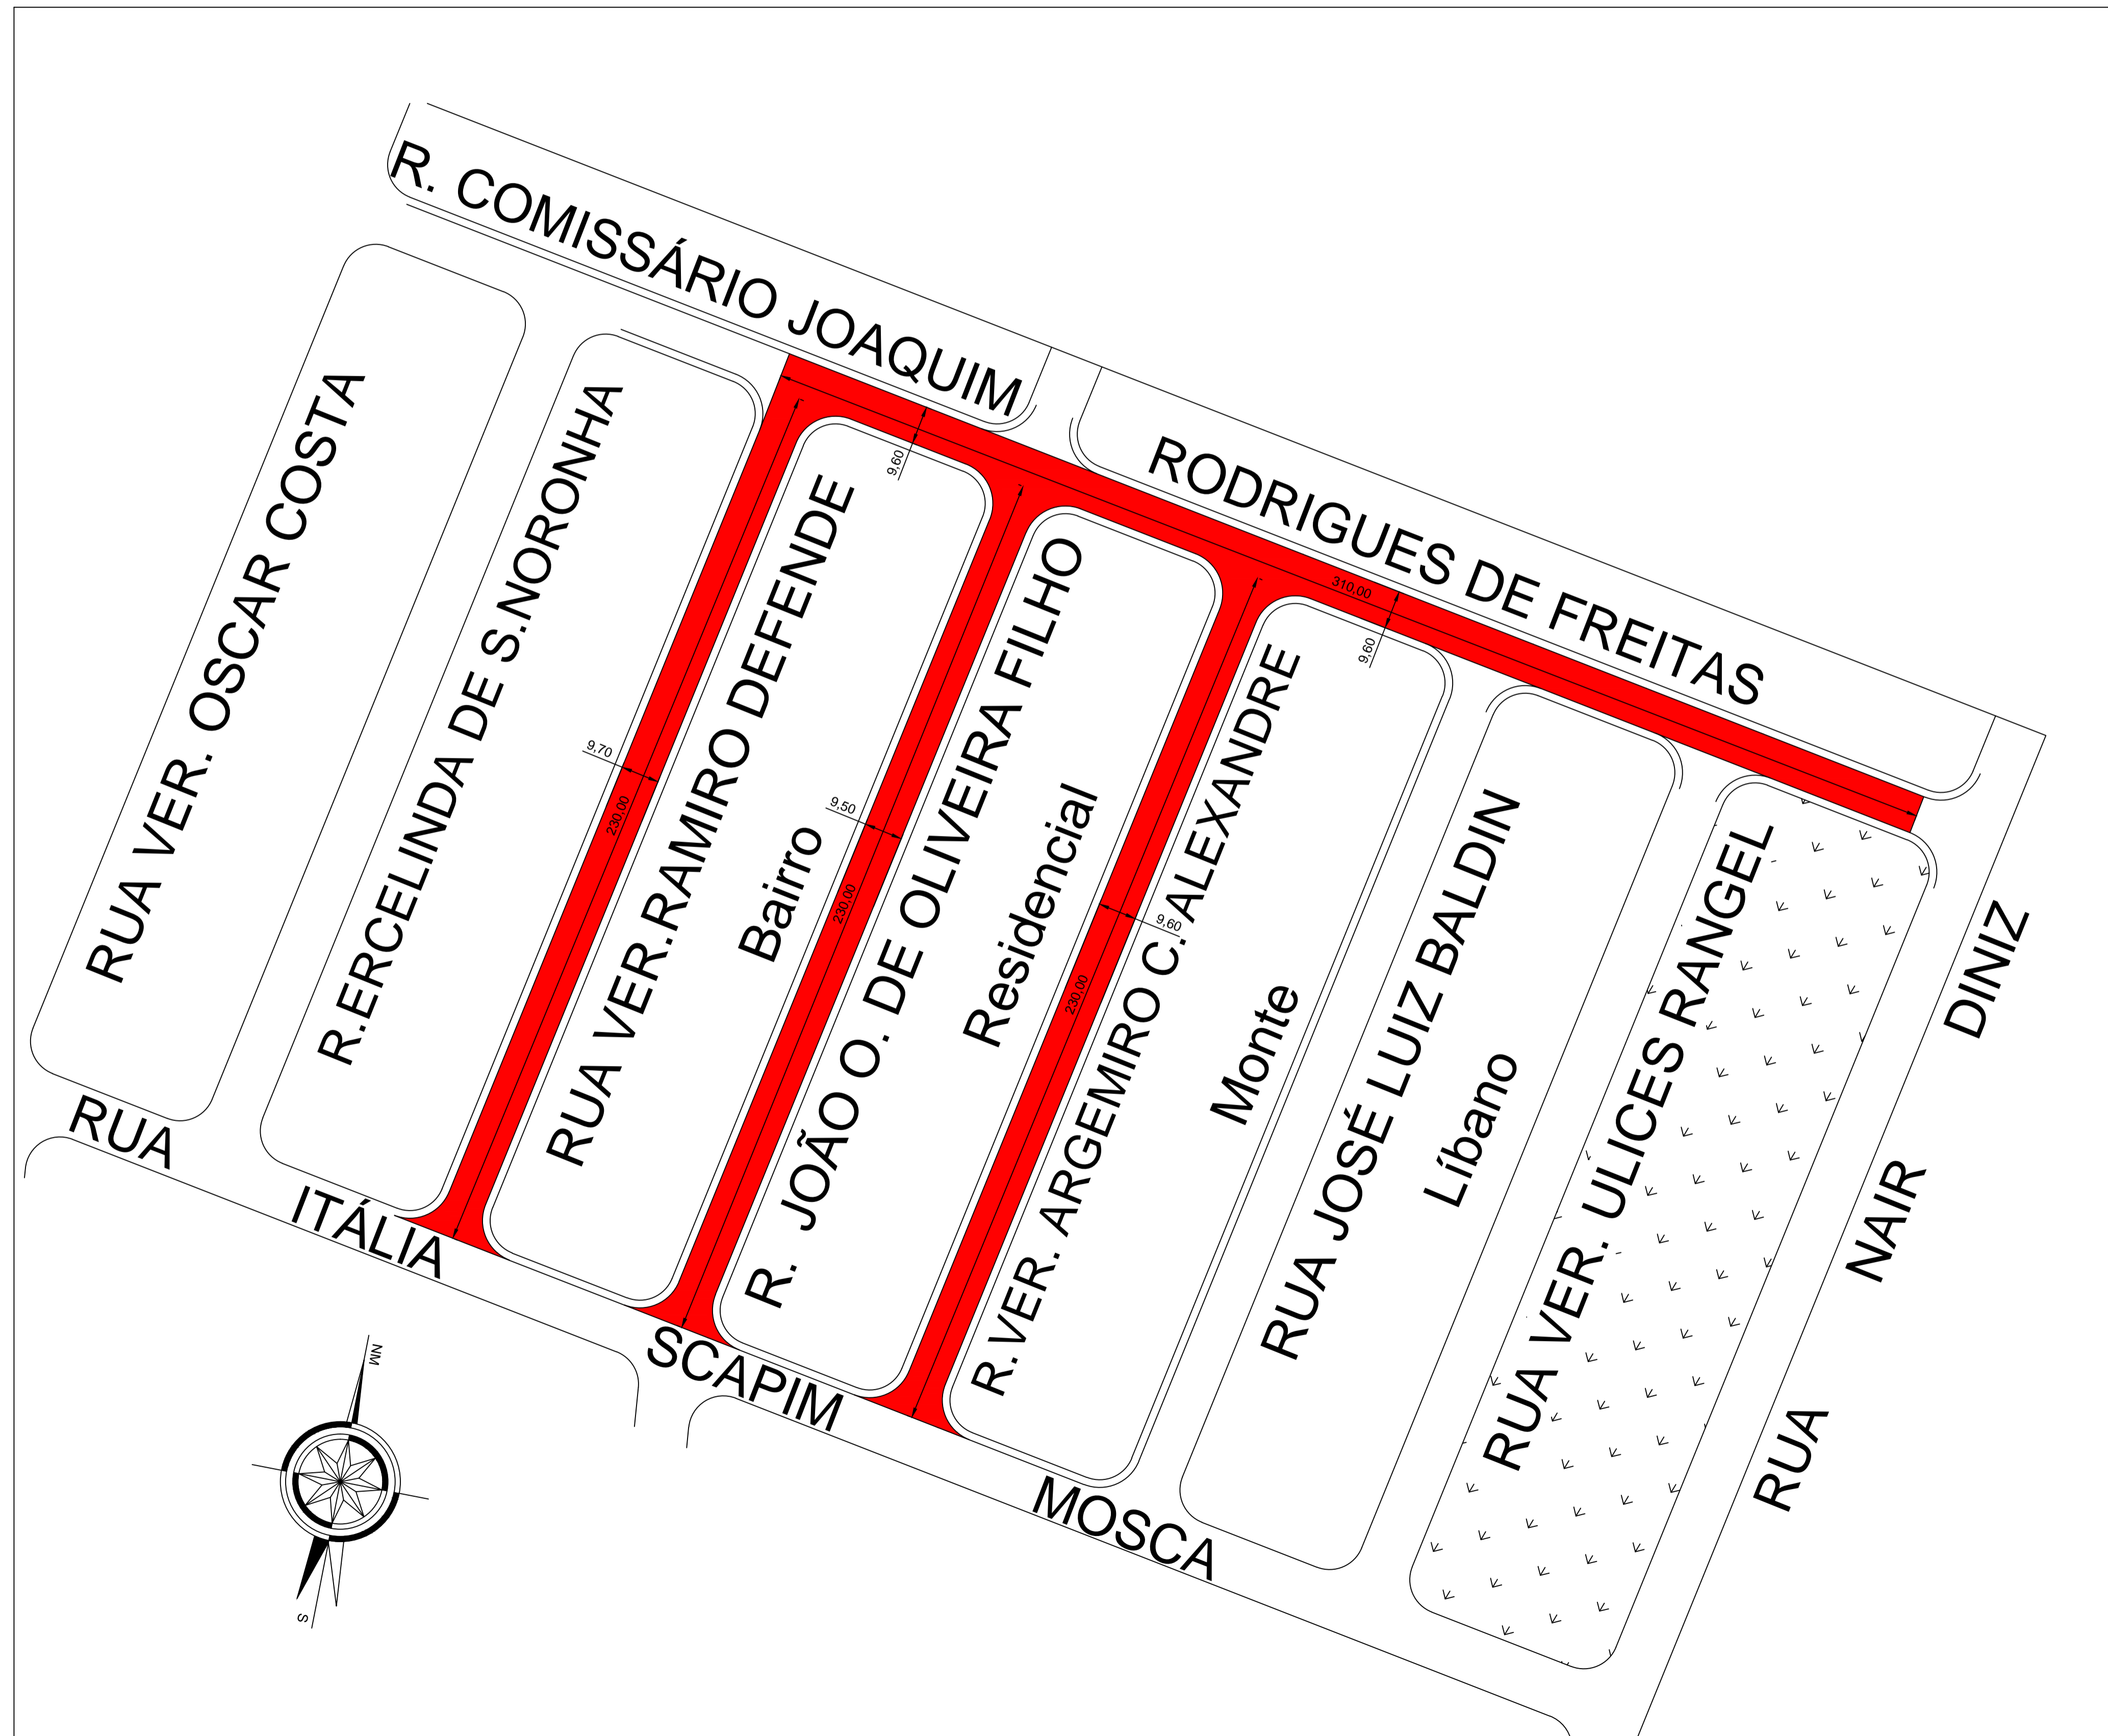 R. COMISSÁRIO JOAQUIM
RODRIGUES DE FREITAS
RUA VER. OSCAR COSTA
R.ERCELINDA DE S.NORONHA
RUA VER.RAMIRO DEFENDE
R. JOÃO O. DE OLIVEIRA FILHO
R.VER. ARGEMIRO C. ALEXANDRE
RUA JOSÉ LUIZ BALDIN
RUA VER. ULICES RANGEL
RUA NAIR DINIZ
Bairro
Residencial
Monte
Líbano
9,60
310,00
9,60
9,70
230,00
9,50
230,00
9,60
230,00
RUA
ITÁLIA
SCAPIM
MOSCA
NM
S